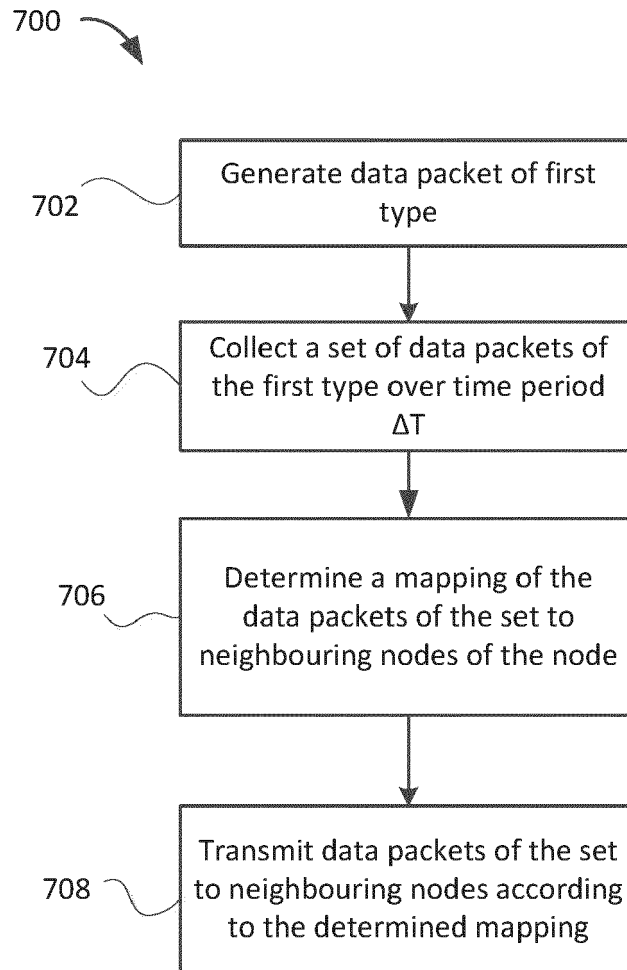 700
702
Generate data packet of first
type
704
Collect a set of data packets of
the first type over time period
ΔT
706
Determine a mapping of the
data packets of the set to
neighbouring nodes of the node
708
Transmit data packets of the set
to neighbouring nodes according
to the determined mapping